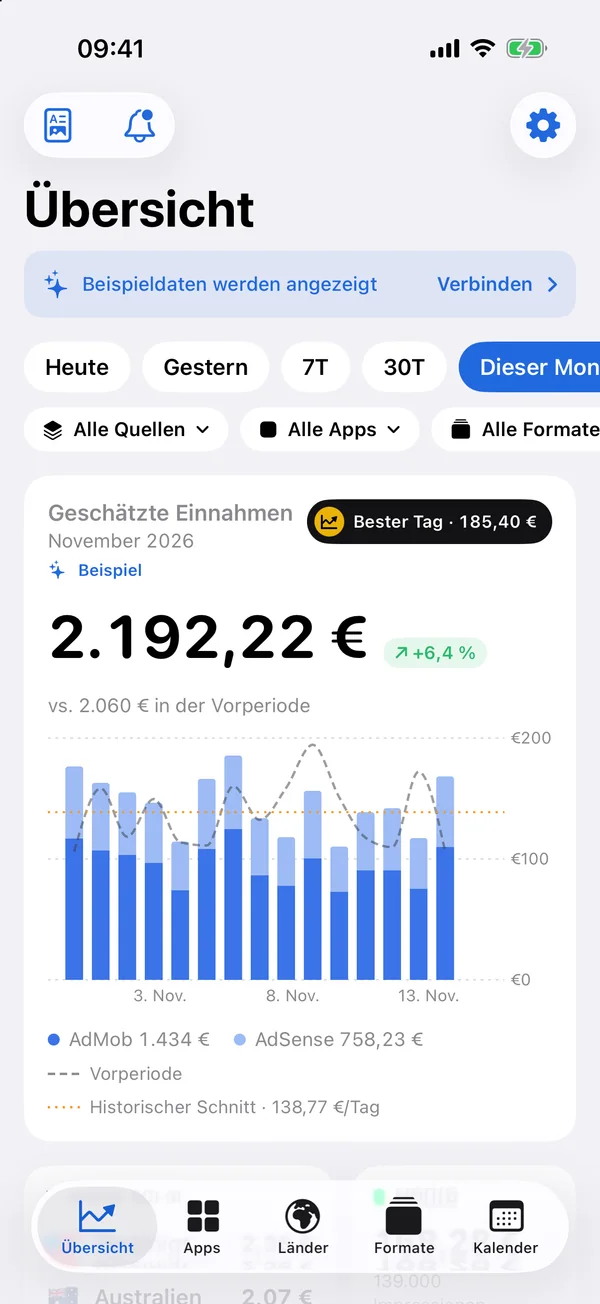 09:41
Übersicht
Beispieldaten werden angezeigt
Verbinden
Heute
Gestern
7T
30T
Dieser Mon
Alle Quellen
Alle Apps
Alle Formate
Geschätzte Einnahmen
Bester Tag · 185,40 €
November 2026
Beispiel
2.192,22 €
+6,4 %
vs. 2.060 € in der Vorperiode
€200
€100
€0
3. Nov.
8. Nov.
13. Nov.
AdMob 1.434 €
AdSense 758,23 €
Vorperiode
Historischer Schnitt · 138,77 €/Tag
Übersicht
Apps
Länder
Formate
Kalender
Australien
2,07 €
139.000